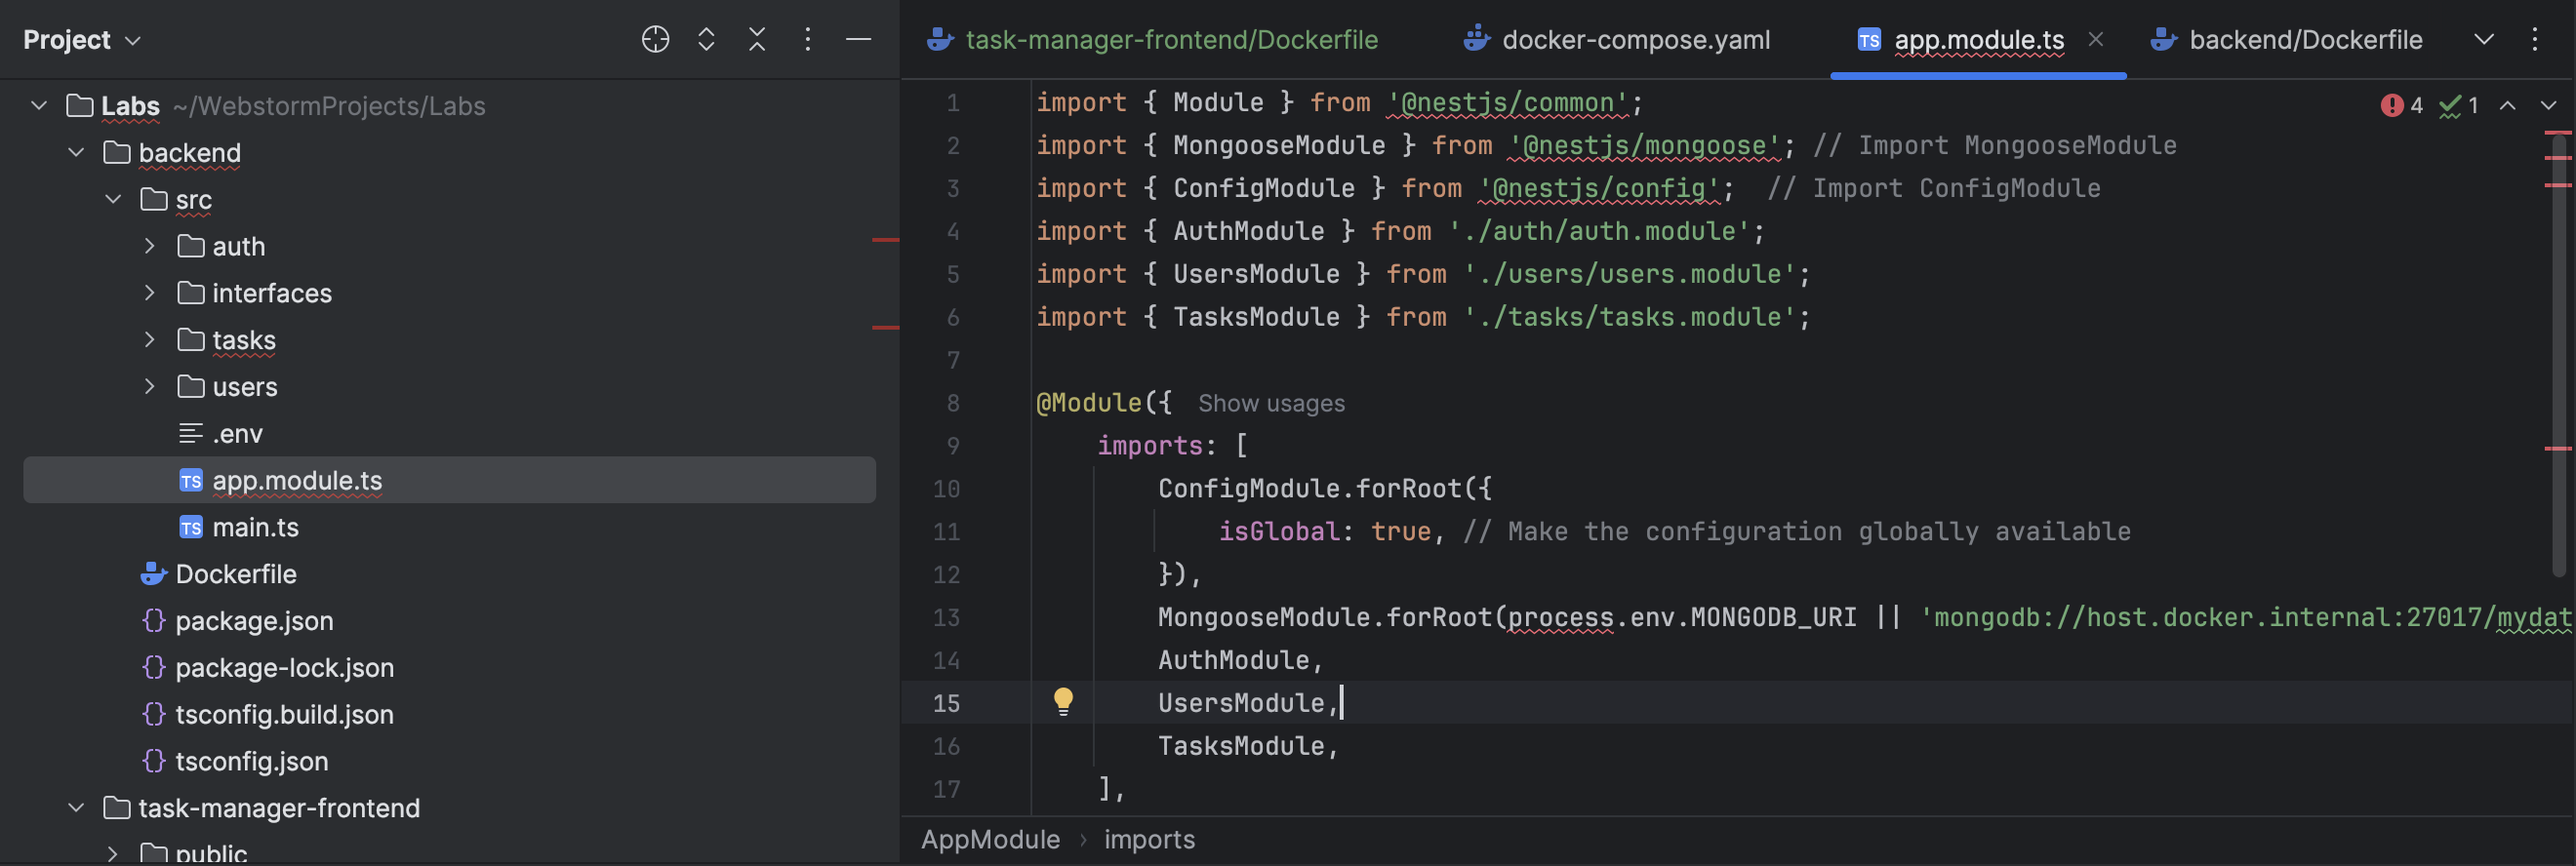 Project
Labs ~/WebstormProjects/Labs
backend
src
auth
interfaces
tasks
users
.env
app.module.ts
main.ts
Dockerfile
package.json
package-lock.json
tsconfig.build.json
tsconfig.json
task-manager-frontend
public
task-manager-frontend/Dockerfile
docker-compose.yaml
TS app.module.ts
backend/Dockerfile
4 1
1 import { Module } from '@nestjs/common';
2 import { MongooseModule } from '@nestjs/mongoose'; // Import MongooseModule
3 import { ConfigModule } from '@nestjs/config';  // Import ConfigModule
4 import { AuthModule } from './auth/auth.module';
5 import { UsersModule } from './users/users.module';
6 import { TasksModule } from './tasks/tasks.module';
7
8 @Module({ Show usages
9     imports: [
10         ConfigModule.forRoot({
11             isGlobal: true, // Make the configuration globally available
12         }),
13         MongooseModule.forRoot(process.env.MONGODB_URI || 'mongodb://host.docker.internal:27017/mydat
14         AuthModule,
15         UsersModule,
16         TasksModule,
17     ],
AppModule › imports